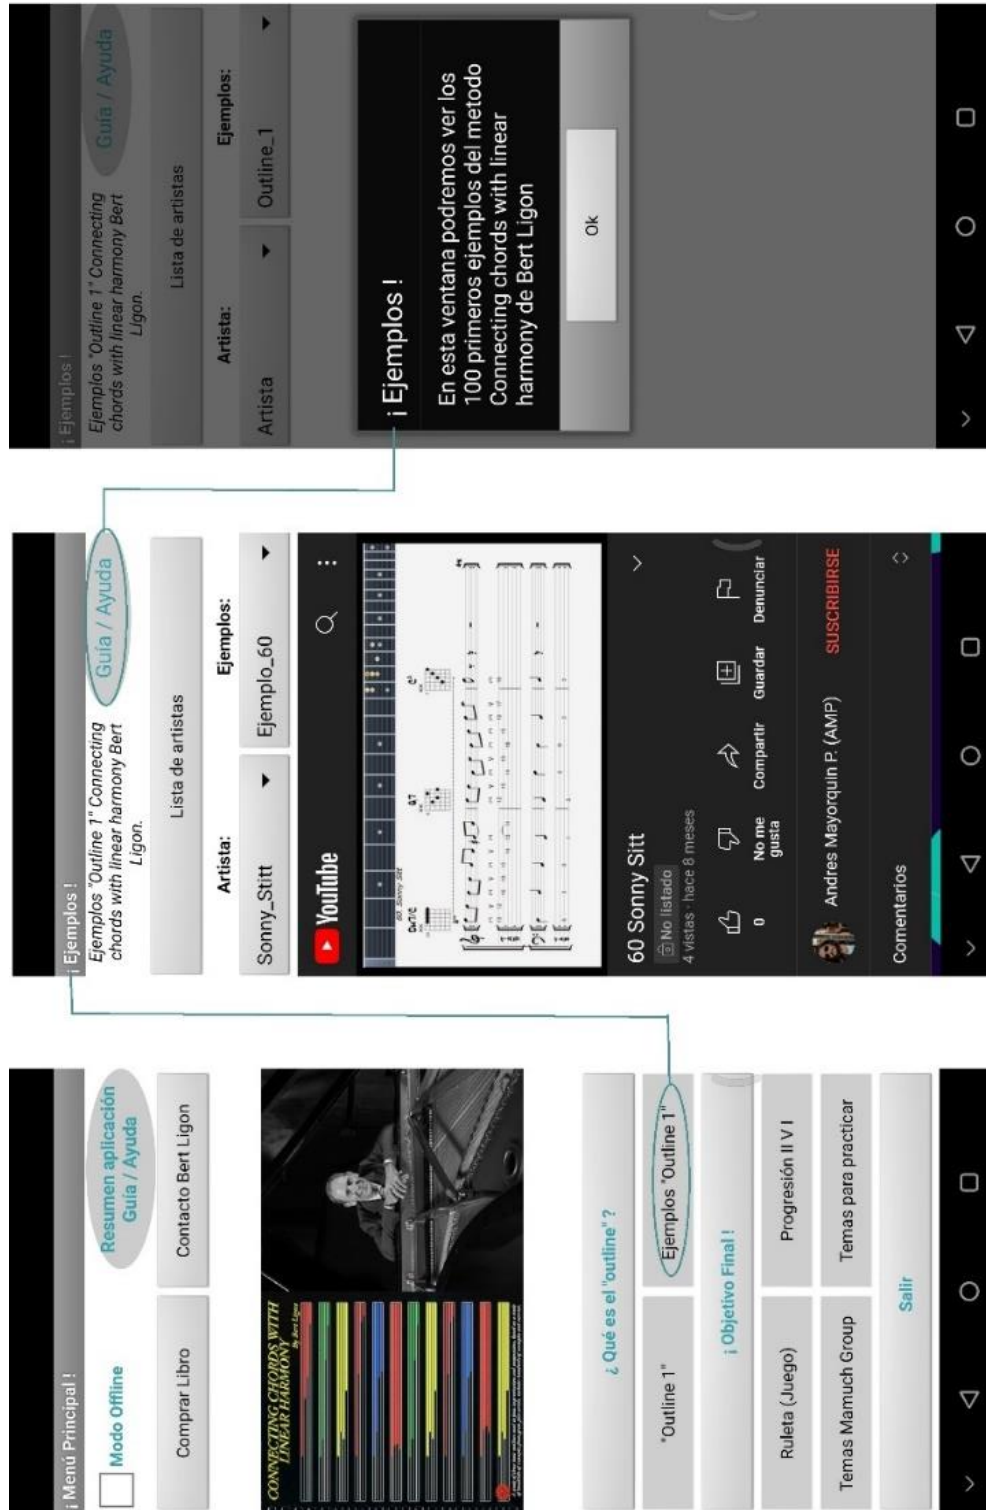 ¡ Menú Principal !
Modo Offline
Resumen aplicación
Guía / Ayuda
Comprar Libro
Contacto Bert Ligon
CONNECTING CHORDS WITH
LINEAR HARMONY
By Bert Ligon
¿ Qué es el "outline" ?
"Outline 1"
Ejemplos "Outline 1"
¡ Objetivo Final !
Ruleta (Juego)
Progresión II V I
Temas Mamuch Group
Temas para practicar
Salir
¡ Ejemplos !
Ejemplos "Outline 1" Connecting
chords with linear harmony Bert
Ligon.
Guía / Ayuda
Lista de artistas
Artista:
Ejemplos:
Sonny_Stitt
Ejemplo_60
YouTube
60. Sonny Sitt
60 Sonny Sitt
No listado
4 vistas · hace 8 meses
0
No me
gusta
Compartir
Guardar
Denunciar
Andres Mayorquin P. (AMP)
SUSCRIBIRSE
Comentarios
¡ Ejemplos !
Ejemplos "Outline 1" Connecting
chords with linear harmony Bert
Ligon.
Guía / Ayuda
Lista de artistas
Artista:
Ejemplos:
Artista
Outline_1
¡ Ejemplos !
En esta ventana podremos ver los
100 primeros ejemplos del metodo
Connecting chords with linear
harmony de Bert Ligon
Ok